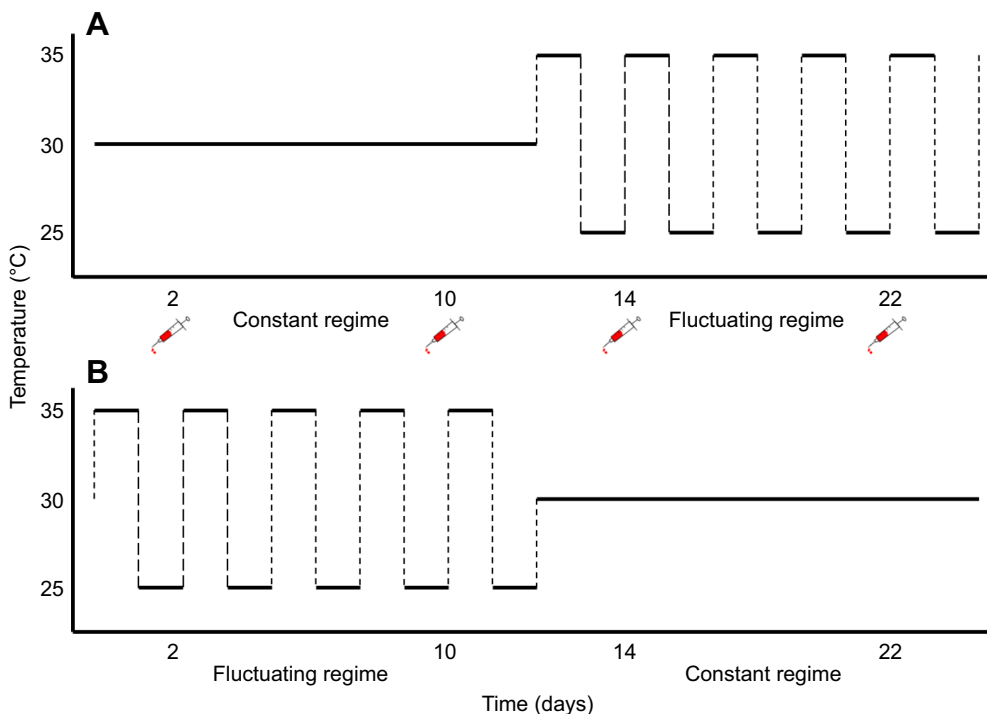 A
35
30
25
2 10 14 22
Constant regime Fluctuating regime
Temperature (°C)
B
35
30
25
2 10 14 22
Fluctuating regime Constant regime
Time (days)